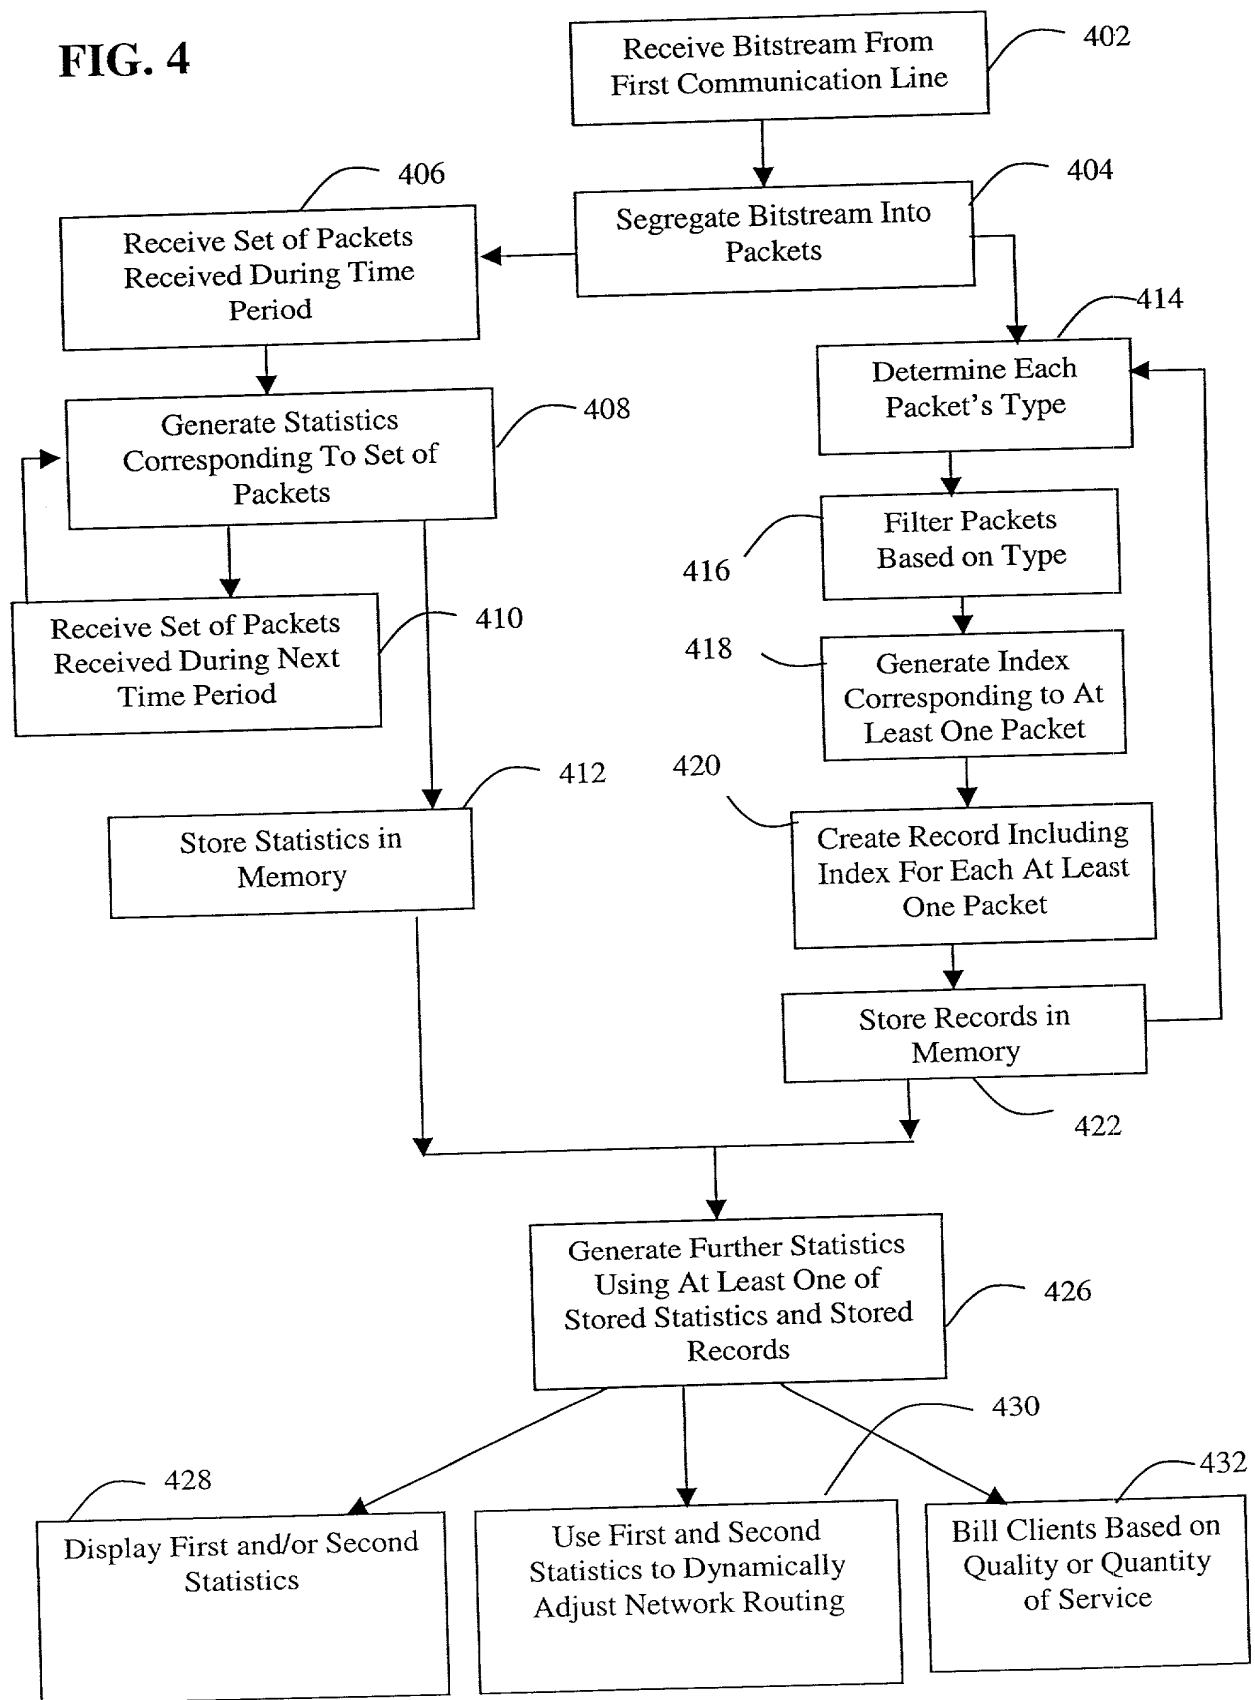 FIG. 4
Receive Bitstream From
First Communication Line
402
404
Segregate Bitstream Into
Packets
406
Receive Set of Packets
Received During Time
Period
408
Generate Statistics
Corresponding To Set of
Packets
410
Receive Set of Packets
Received During Next
Time Period
412
Store Statistics in
Memory
414
Determine Each
Packet's Type
416
Filter Packets
Based on Type
418
Generate Index
Corresponding to At
Least One Packet
420
Create Record Including
Index For Each At Least
One Packet
Store Records in
Memory
422
Generate Further Statistics
Using At Least One of
Stored Statistics and Stored
Records
426
428
Display First and/or Second
Statistics
430
Use First and Second
Statistics to Dynamically
Adjust Network Routing
432
Bill Clients Based on
Quality or Quantity
of Service